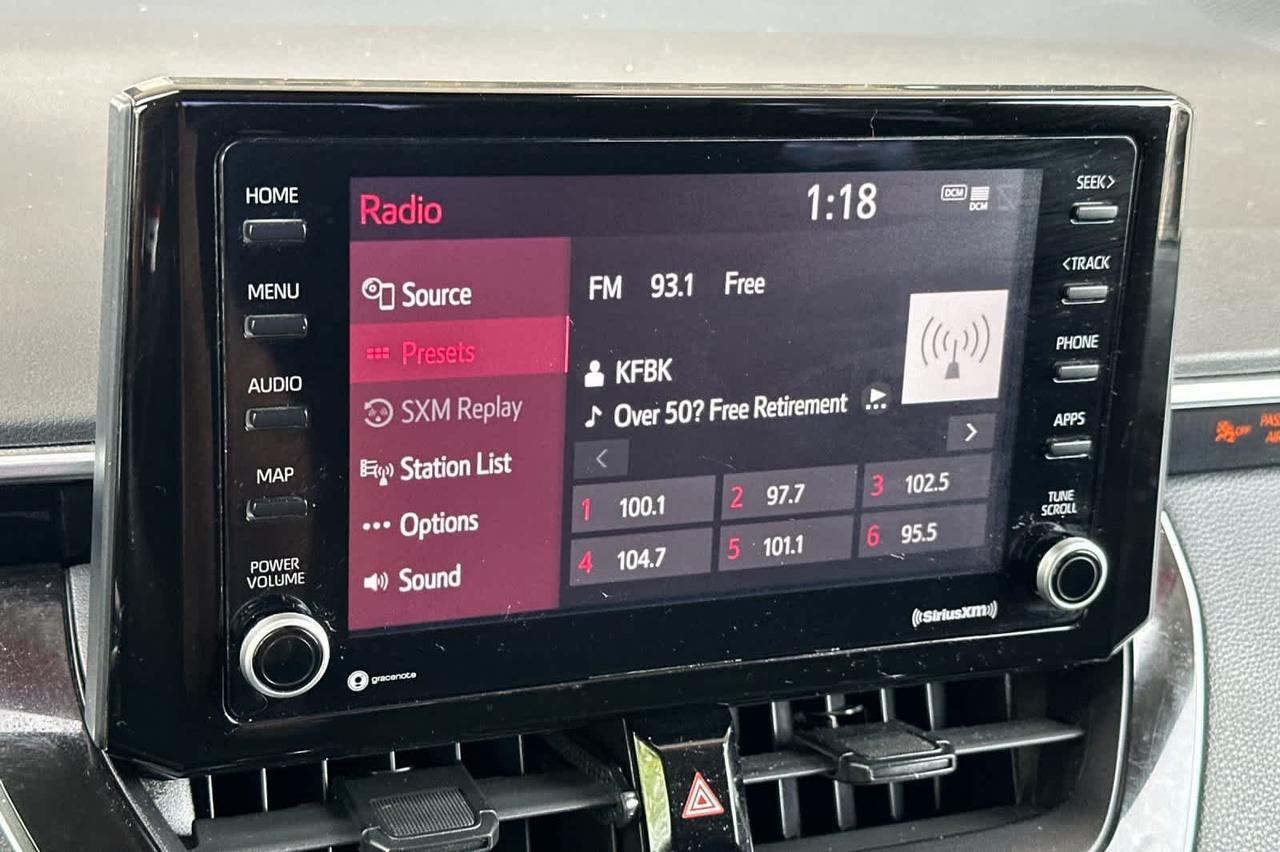 HOME
MENU
AUDIO
MAP
POWER
VOLUME
Radio
1:18
DCM
DCM
Source
Presets
SXM Replay
Station List
Options
Sound
FM 93.1 Free
KFBK
Over 50? Free Retirement
1 100.1
2 97.7
3 102.5
4 104.7
5 101.1
6 95.5
gracenote
SiriusXM
SEEK>
<TRACK
PHONE
APPS
TUNE
SCROLL
OFF